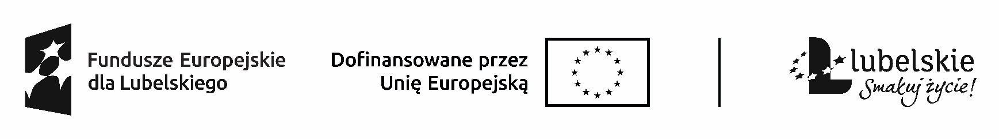 Fundusze Europejskie
dla Lubelskiego
Dofinansowane przez
Unię Europejską
Lubelskie
Smakuj życie!